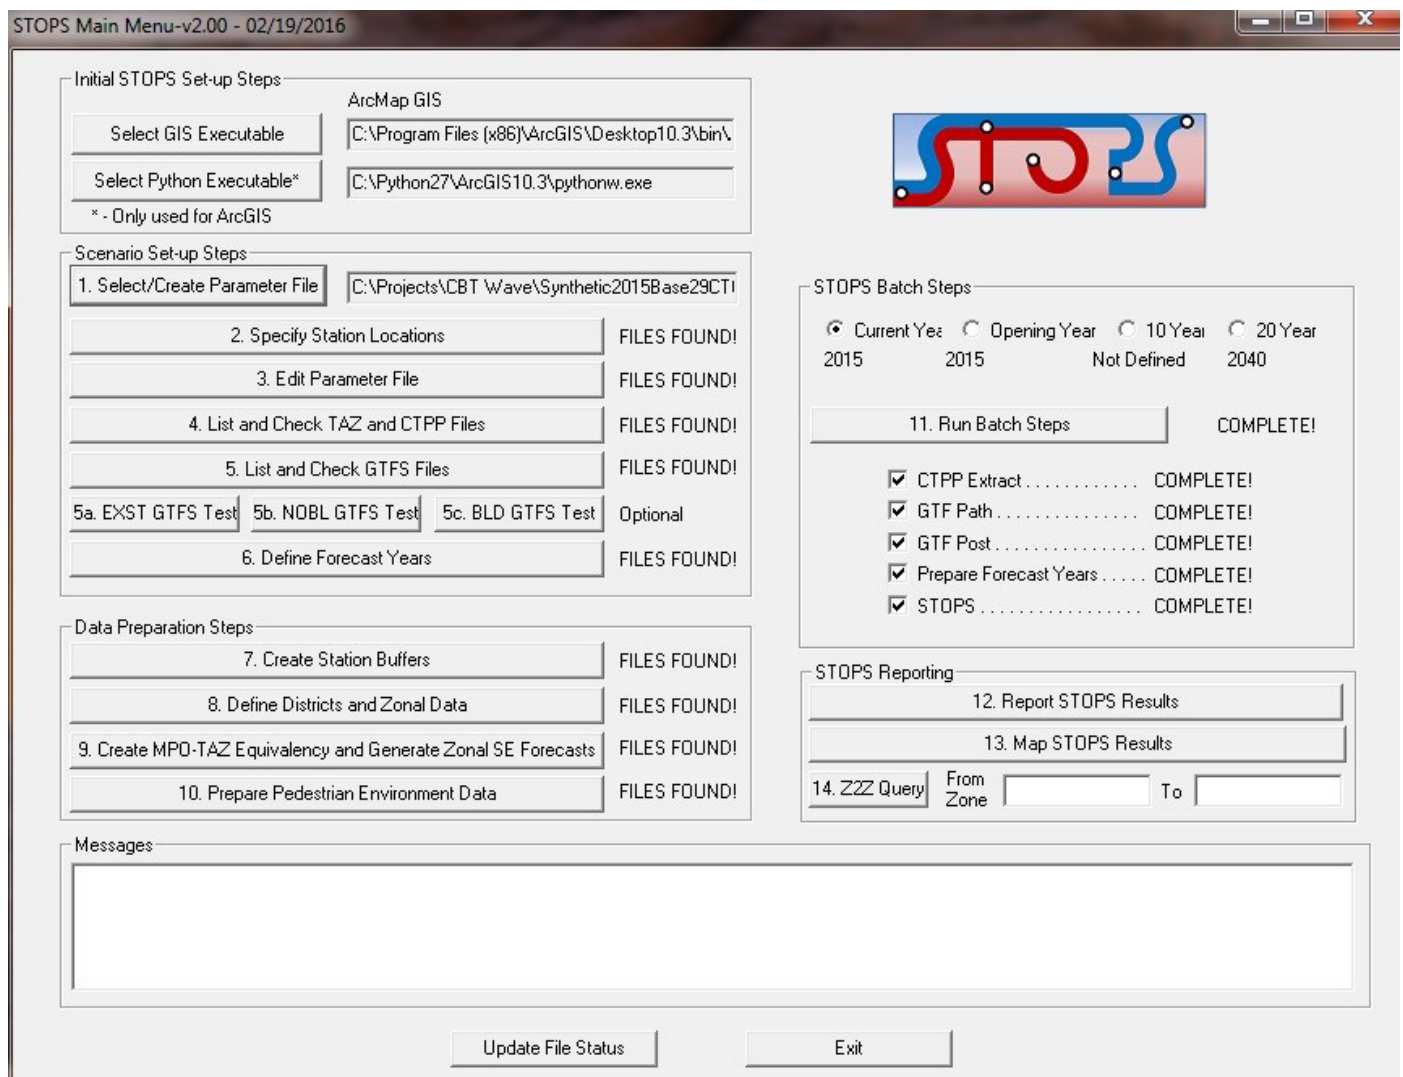 STOPS Main Menu-v2.00 - 02/19/2016
Initial STOPS Set-up Steps
ArcMap GIS
Select GIS Executable
C:\Program Files (x86)\ArcGIS\Desktop10.3\bin\.
Select Python Executable*
C:\Python27\ArcGIS10.3\pythonw.exe
* - Only used for ArcGIS
STOPS
Scenario Set-up Steps
1. Select/Create Parameter File
C:\Projects\CBT Wave\Synthetic2015Base29CT
2. Specify Station Locations FILES FOUND!
3. Edit Parameter File FILES FOUND!
4. List and Check TAZ and CTPP Files FILES FOUND!
5. List and Check GTFS Files FILES FOUND!
5a. EXST GTFS Test 5b. NOBL GTFS Test 5c. BLD GTFS Test Optional
6. Define Forecast Years FILES FOUND!
Data Preparation Steps
7. Create Station Buffers FILES FOUND!
8. Define Districts and Zonal Data FILES FOUND!
9. Create MPO-TAZ Equivalency and Generate Zonal SE Forecasts FILES FOUND!
10. Prepare Pedestrian Environment Data FILES FOUND!
STOPS Batch Steps
Current Yea Opening Year 10 Year 20 Year
2015 2015 Not Defined 2040
11. Run Batch Steps COMPLETE!
CTPP Extract . . . . . . . . . . . . COMPLETE!
GTF Path . . . . . . . . . . . . . . . COMPLETE!
GTF Post . . . . . . . . . . . . . . . . COMPLETE!
Prepare Forecast Years . . . . . COMPLETE!
STOPS . . . . . . . . . . . . . . . . . COMPLETE!
STOPS Reporting
12. Report STOPS Results
13. Map STOPS Results
14. Z2Z Query From Zone To
Messages
Update File Status Exit